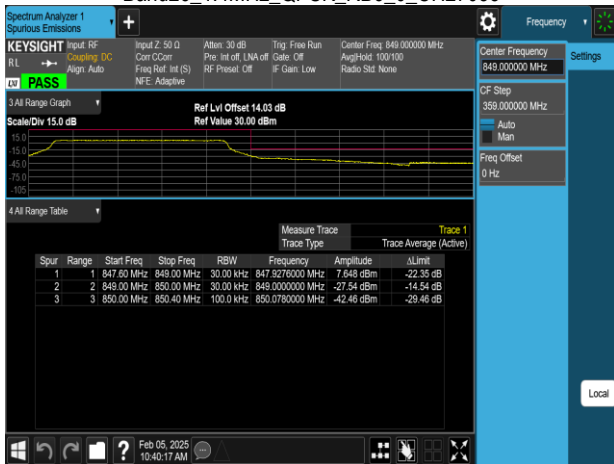 Spectrum Analyzer 1
Spurious Emissions
+
Frequency
KEYSIGHT
RL
Input: RF
Coupling: DC
Align: Auto
Input Z: 50 Ω
Corr CCorr
Freq Ref: Int (S)
NFE: Adaptive
Atten: 30 dB
Pre: Int off, LNA off
RF Preset: Off
Trig: Free Run
Gate: Off
IF Gain: Low
Center Freq: 849.000000 MHz
Avg|Hold: 100/100
Radio Std: None
LXI
PASS
Center Frequency
849.000000 MHz
Settings
CF Step
359.000000 MHz
Auto
Man
Freq Offset
0 Hz
3 All Range Graph
Scale/Div 15.0 dB
Ref Lvl Offset 14.03 dB
Ref Value 30.00 dBm
15.0
-15.0
-45.0
-75.0
-105
4 All Range Table
Measure Trace Trace 1
Trace Type Trace Average (Active)
Spur Range Start Freq Stop Freq RBW Frequency Amplitude ΔLimit
1 1 847.60 MHz 849.00 MHz 30.00 kHz 847.9276000 MHz 7.648 dBm -22.35 dB
2 2 849.00 MHz 850.00 MHz 30.00 kHz 849.0000000 MHz -27.54 dBm -14.54 dB
3 3 850.00 MHz 850.40 MHz 100.0 kHz 850.0780000 MHz -42.46 dBm -29.46 dB
Local
?
Feb 05, 2025
10:40:17 AM